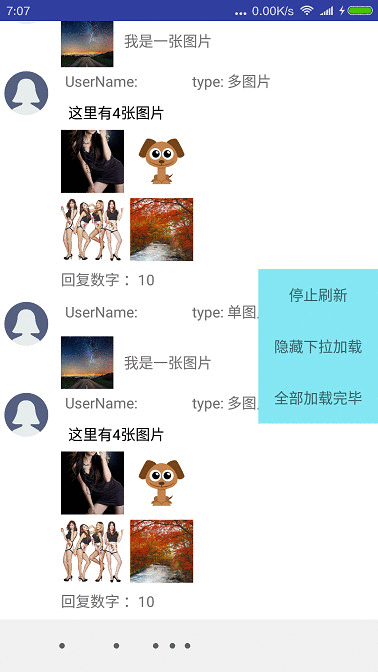 7:07 ... 0.00K/s
我是一张图片
UserName: type: 多图片
这里有4张图片
回复数字 ：10
UserName: type: 单图
我是一张图片
UserName: type: 多图
这里有4张图片
回复数字 ：10
停止刷新
隐藏下拉加载
全部加载完毕